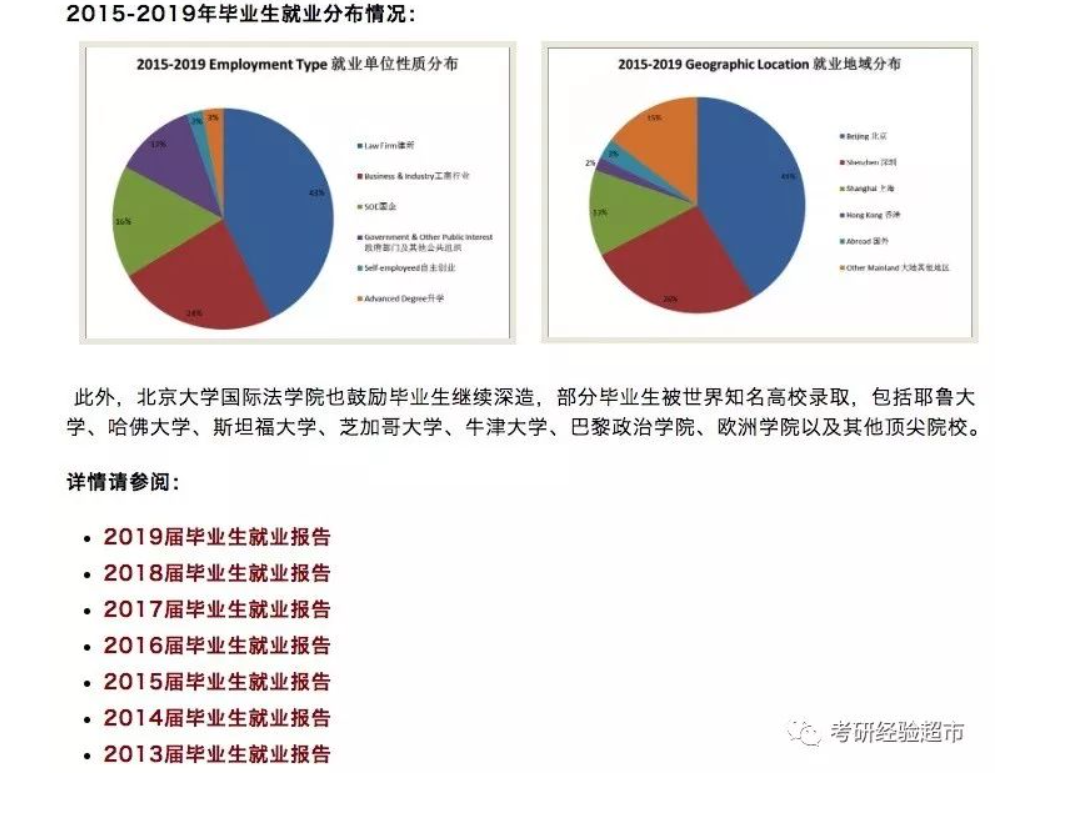 2015-2019年毕业生就业分布情况：
2015-2019 Employment Type 就业单位性质分布
3%
17%
43%
16%
Law Firm律所
Business & Industry工商行业
SOE国企
Government & Other Public Interest
政府部门及其他公共组织
Self-employeed自主创业
Advanced Degree升学
2015-2019 Geographic Location 就业地域分布
15%
3%
2%
13%
26%
Beijing 北京
Shenzhen 深圳
Shanghai 上海
Hong Kong 香港
Abroad 国外
Other Mainland 大陆其他地区
此外，北京大学国际法学院也鼓励毕业生继续深造，部分毕业生被世界知名高校录取，包括耶鲁大
学、哈佛大学、斯坦福大学、芝加哥大学、牛津大学、巴黎政治学院、欧洲学院以及其他顶尖院校。
详情请参阅：
• 2019届毕业生就业报告
• 2018届毕业生就业报告
• 2017届毕业生就业报告
• 2016届毕业生就业报告
• 2015届毕业生就业报告
• 2014届毕业生就业报告
• 2013届毕业生就业报告
考研经验超市